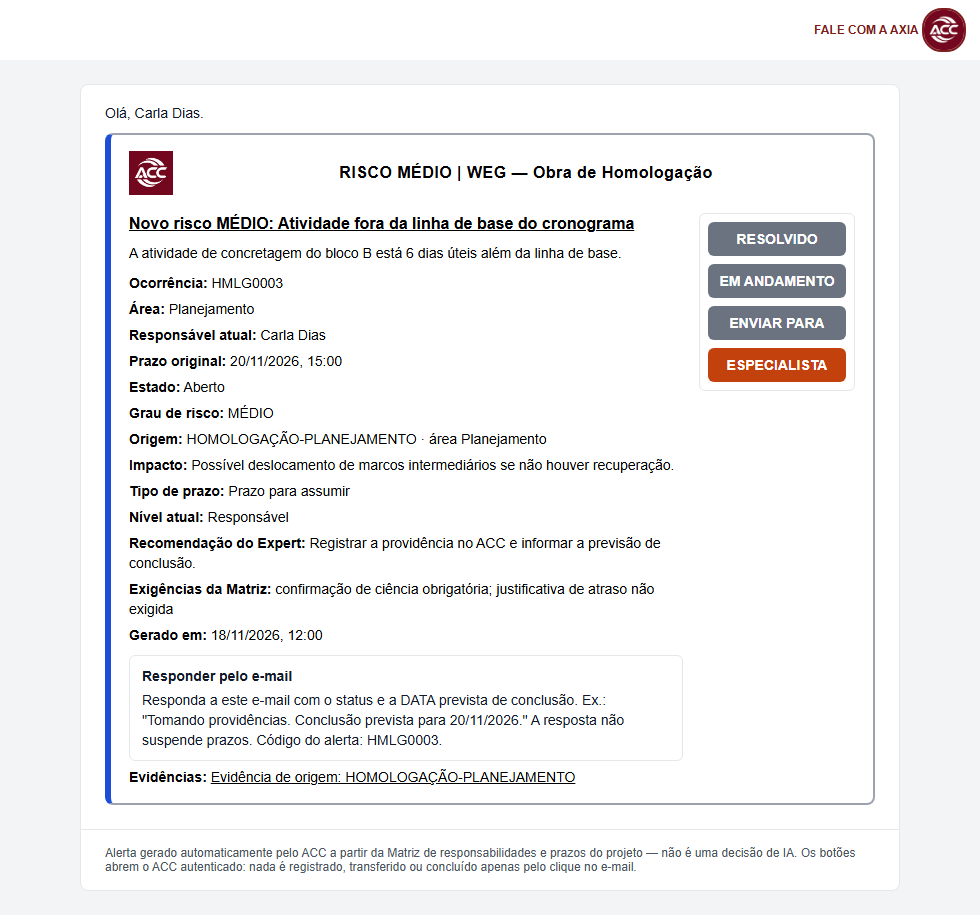 FALE COM A AXIA
ACC
Olá, Carla Dias.
ACC
RISCO MÉDIO | WEG — Obra de Homologação
Novo risco MÉDIO: Atividade fora da linha de base do cronograma
A atividade de concretagem do bloco B está 6 dias úteis além da linha de base.
Ocorrência: HMLG0003
Área: Planejamento
Responsável atual: Carla Dias
Prazo original: 20/11/2026, 15:00
Estado: Aberto
Grau de risco: MÉDIO
Origem: HOMOLOGAÇÃO-PLANEJAMENTO · área Planejamento
Impacto: Possível deslocamento de marcos intermediários se não houver recuperação.
Tipo de prazo: Prazo para assumir
Nível atual: Responsável
Recomendação do Expert: Registrar a providência no ACC e informar a previsão de
conclusão.
Exigências da Matriz: confirmação de ciência obrigatória; justificativa de atraso não
exigida
Gerado em: 18/11/2026, 12:00
Responder pelo e-mail
Responda a este e-mail com o status e a DATA prevista de conclusão. Ex.:
"Tomando providências. Conclusão prevista para 20/11/2026." A resposta não
suspende prazos. Código do alerta: HMLG0003.
Evidências: Evidência de origem: HOMOLOGAÇÃO-PLANEJAMENTO
RESOLVIDO
EM ANDAMENTO
ENVIAR PARA
ESPECIALISTA
Alerta gerado automaticamente pelo ACC a partir da Matriz de responsabilidades e prazos do projeto — não é uma decisão de IA. Os botões
abrem o ACC autenticado: nada é registrado, transferido ou concluído apenas pelo clique no e-mail.